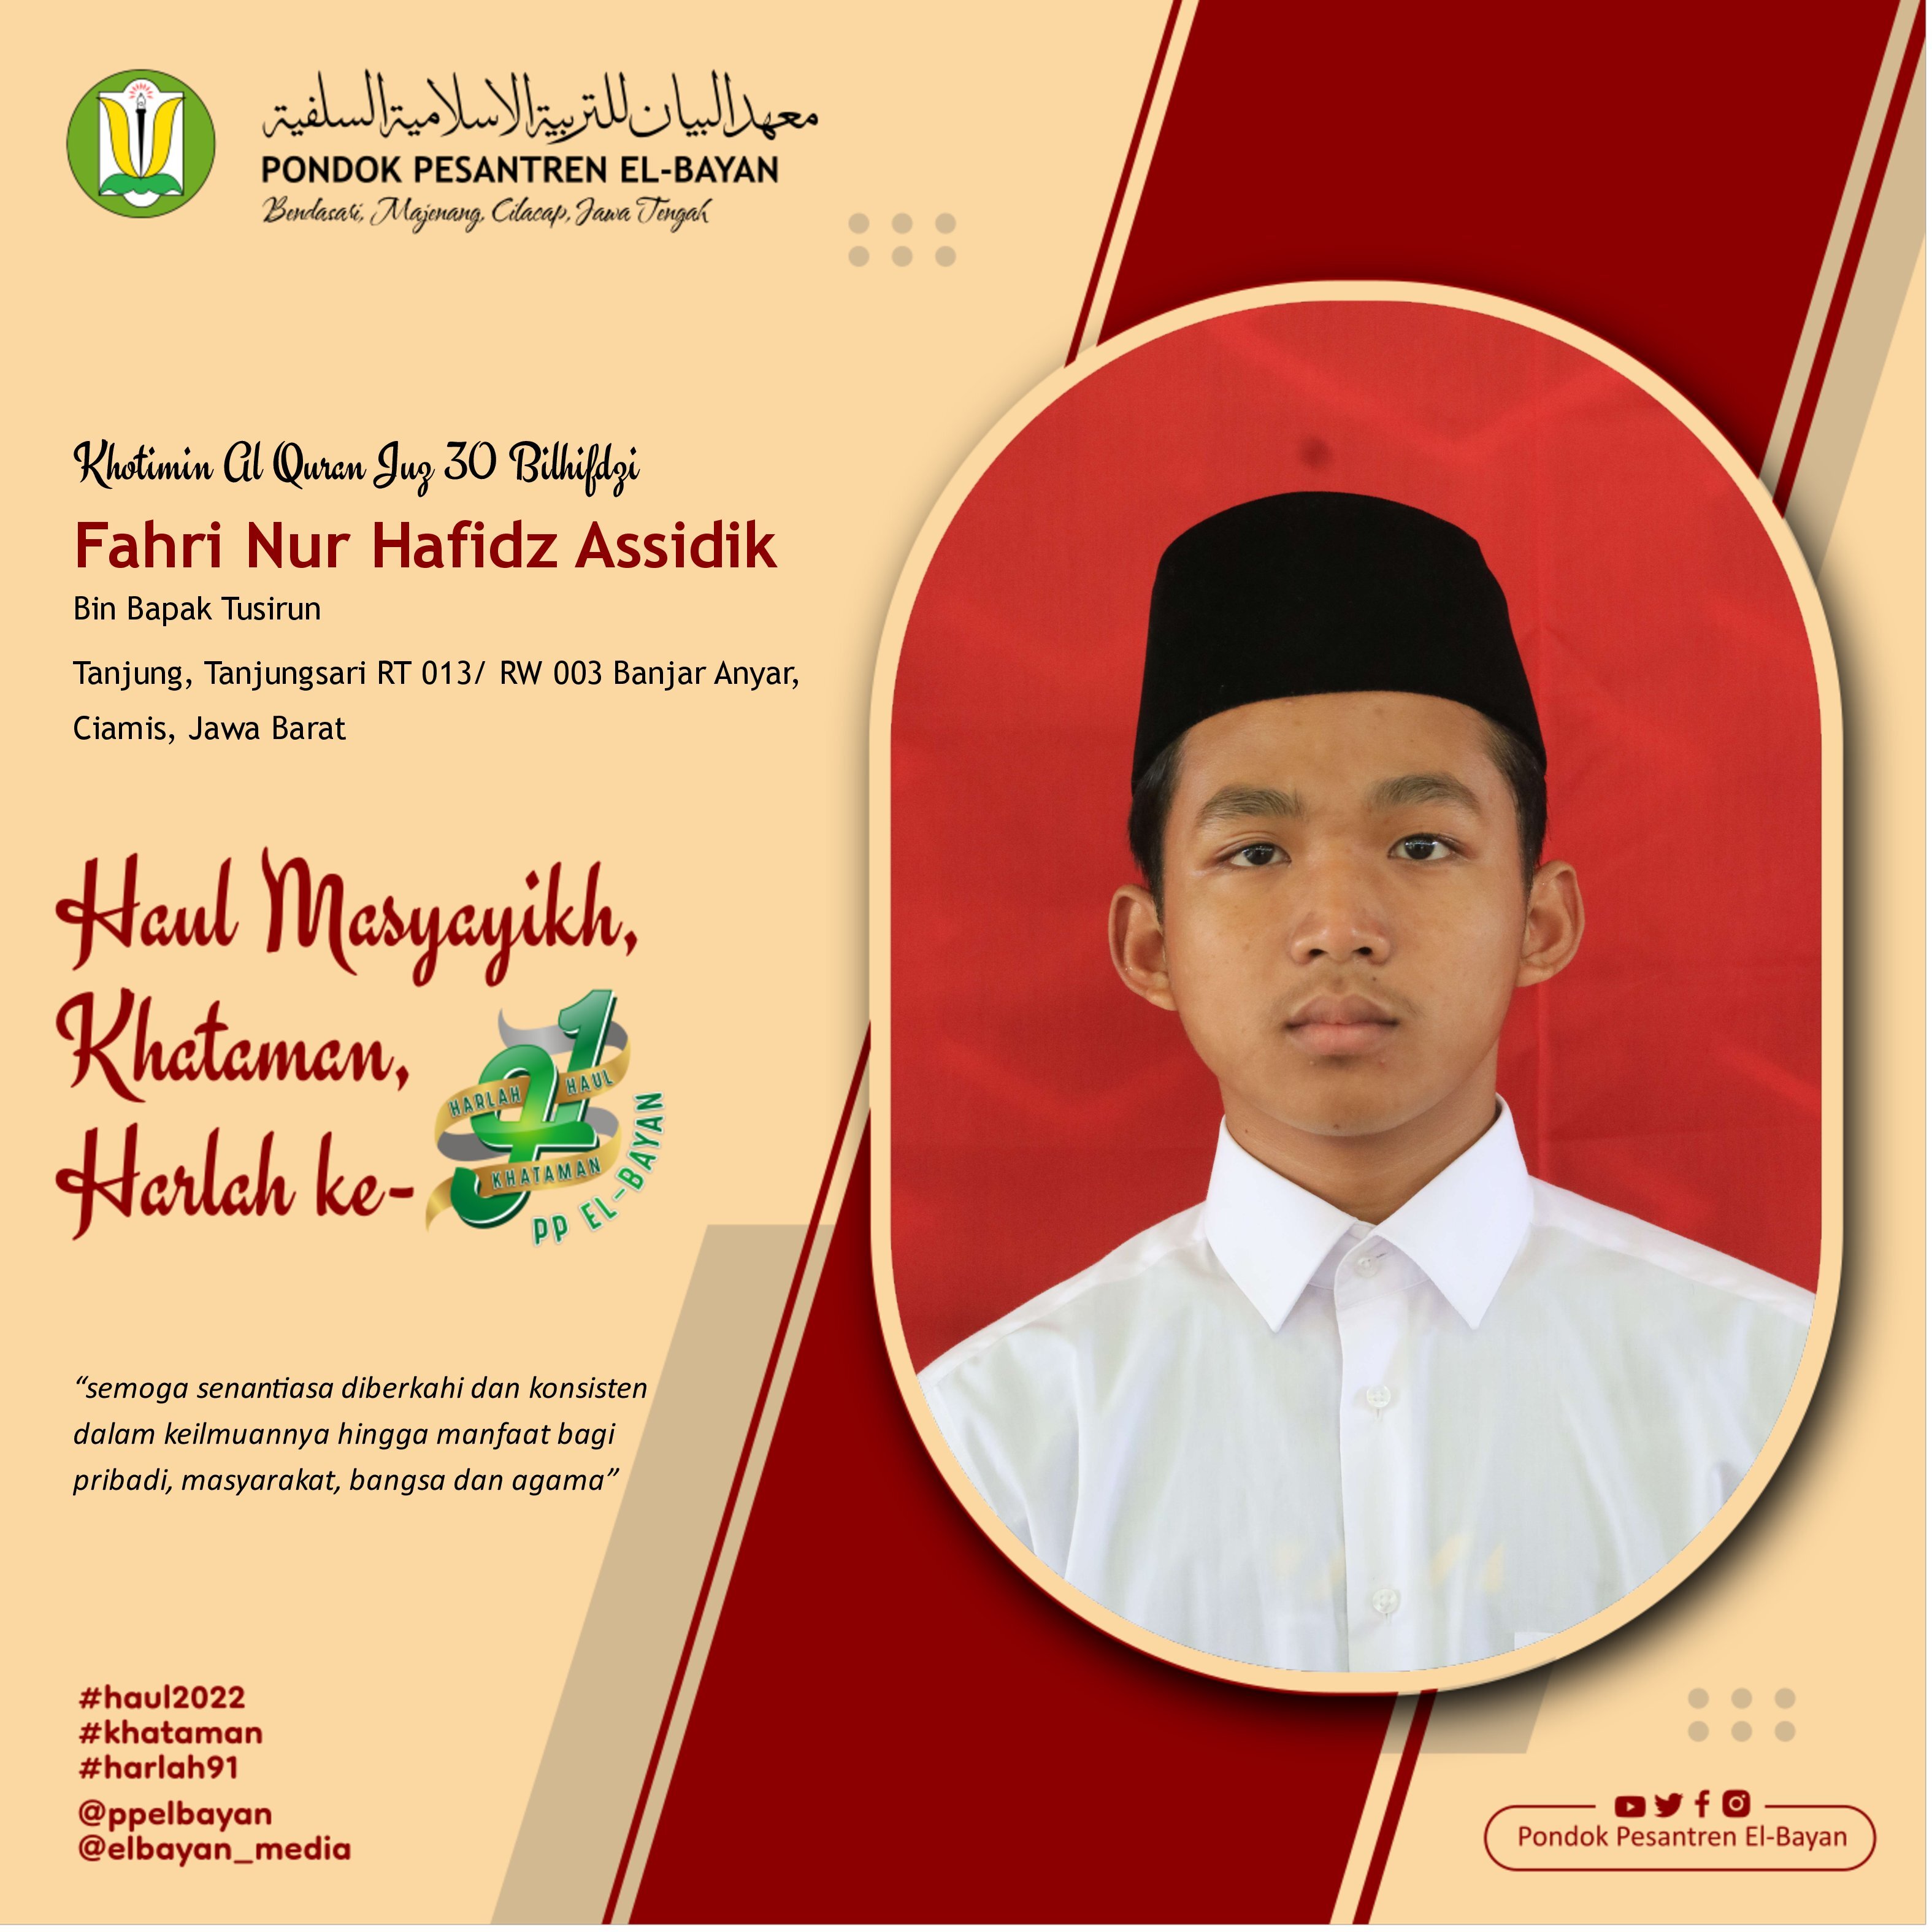 معهد البيان للتربية الاسلامية السلفية
PONDOK PESANTREN EL-BAYAN
Bendasari, Majenang, Cilacap, Jawa Tengah
Khotimin Al Quran Juz 30 Bilhifdzi
Fahri Nur Hafidz Assidik
Bin Bapak Tusirun
Tanjung, Tanjungsari RT 013/ RW 003 Banjar Anyar,
Ciamis, Jawa Barat
Haul Masyayikh,
Khataman,
Harlah ke-
91
HARLAH HAUL
KHATAMAN
PP EL-BAYAN
“semoga senantiasa diberkahi dan konsisten
dalam keilmuannya hingga manfaat bagi
pribadi, masyarakat, bangsa dan agama”
#haul2022
#khataman
#harlah91
@ppelbayan
@elbayan_media
Pondok Pesantren El-Bayan